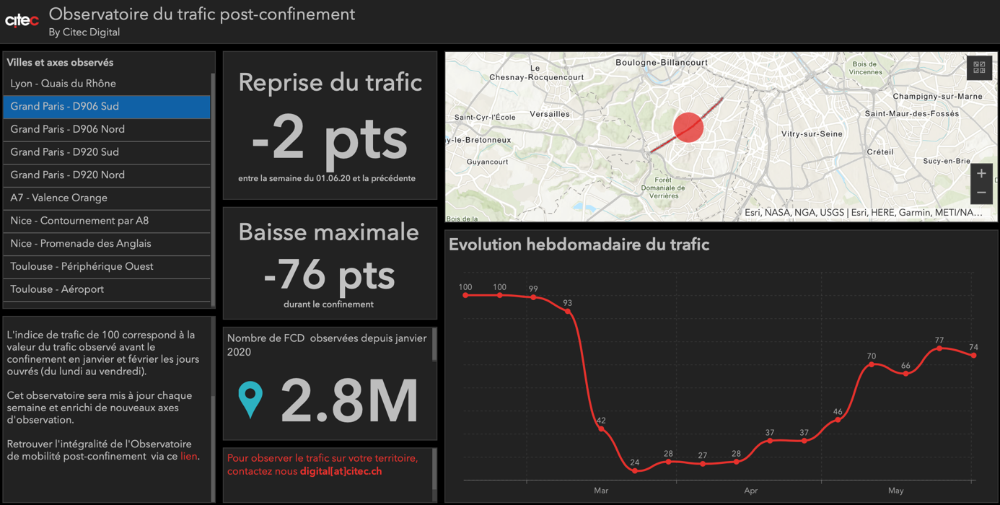 citec
Observatoire du trafic post-confinement
By Citec Digital
Villes et axes observés
Lyon - Quais du Rhône
Grand Paris - D906 Sud
Grand Paris - D906 Nord
Grand Paris - D920 Sud
Grand Paris - D920 Nord
A7 - Valence Orange
Nice - Contournement par A8
Nice - Promenade des Anglais
Toulouse - Périphérique Ouest
Toulouse - Aéroport
L'indice de trafic de 100 correspond à la
valeur du trafic observé avant le
confinement en janvier et février les jours
ouvrés (du lundi au vendredi).
Cet observatoire sera mis à jour chaque
semaine et enrichi de nouveaux axes
d'observation.
Retrouver l'intégralité de l'Observatoire
de mobilité post-confinement via ce lien.
Reprise du trafic
-2 pts
entre la semaine du 01.06.20 et la précédente
Baisse maximale
-76 pts
durant le confinement
Nombre de FCD observées depuis janvier
2020
2.8M
Pour observer le trafic sur votre territoire,
contactez nous digital[at]citec.ch
Le
Chesnay-Rocquencourt
Boulogne-Billancourt
Bois de
Vincennes
Champigny-sur-Marne
Saint-Cyr-l'École
Versailles
Saint-Maur-des-Fossés
y-le-Bretonneux
Vitry-sur-Seine
Guyancourt
Créteil
Sucy-en-Brie
Forêt
Domaniale de
Verrières
Bois de la
Esri, NASA, NGA, USGS | Esri, HERE, Garmin, METI/NA...
+
−
Evolution hebdomadaire du trafic
100
100
99
93
42
24
28
27
28
37
37
46
70
66
77
74
Mar
Apr
May